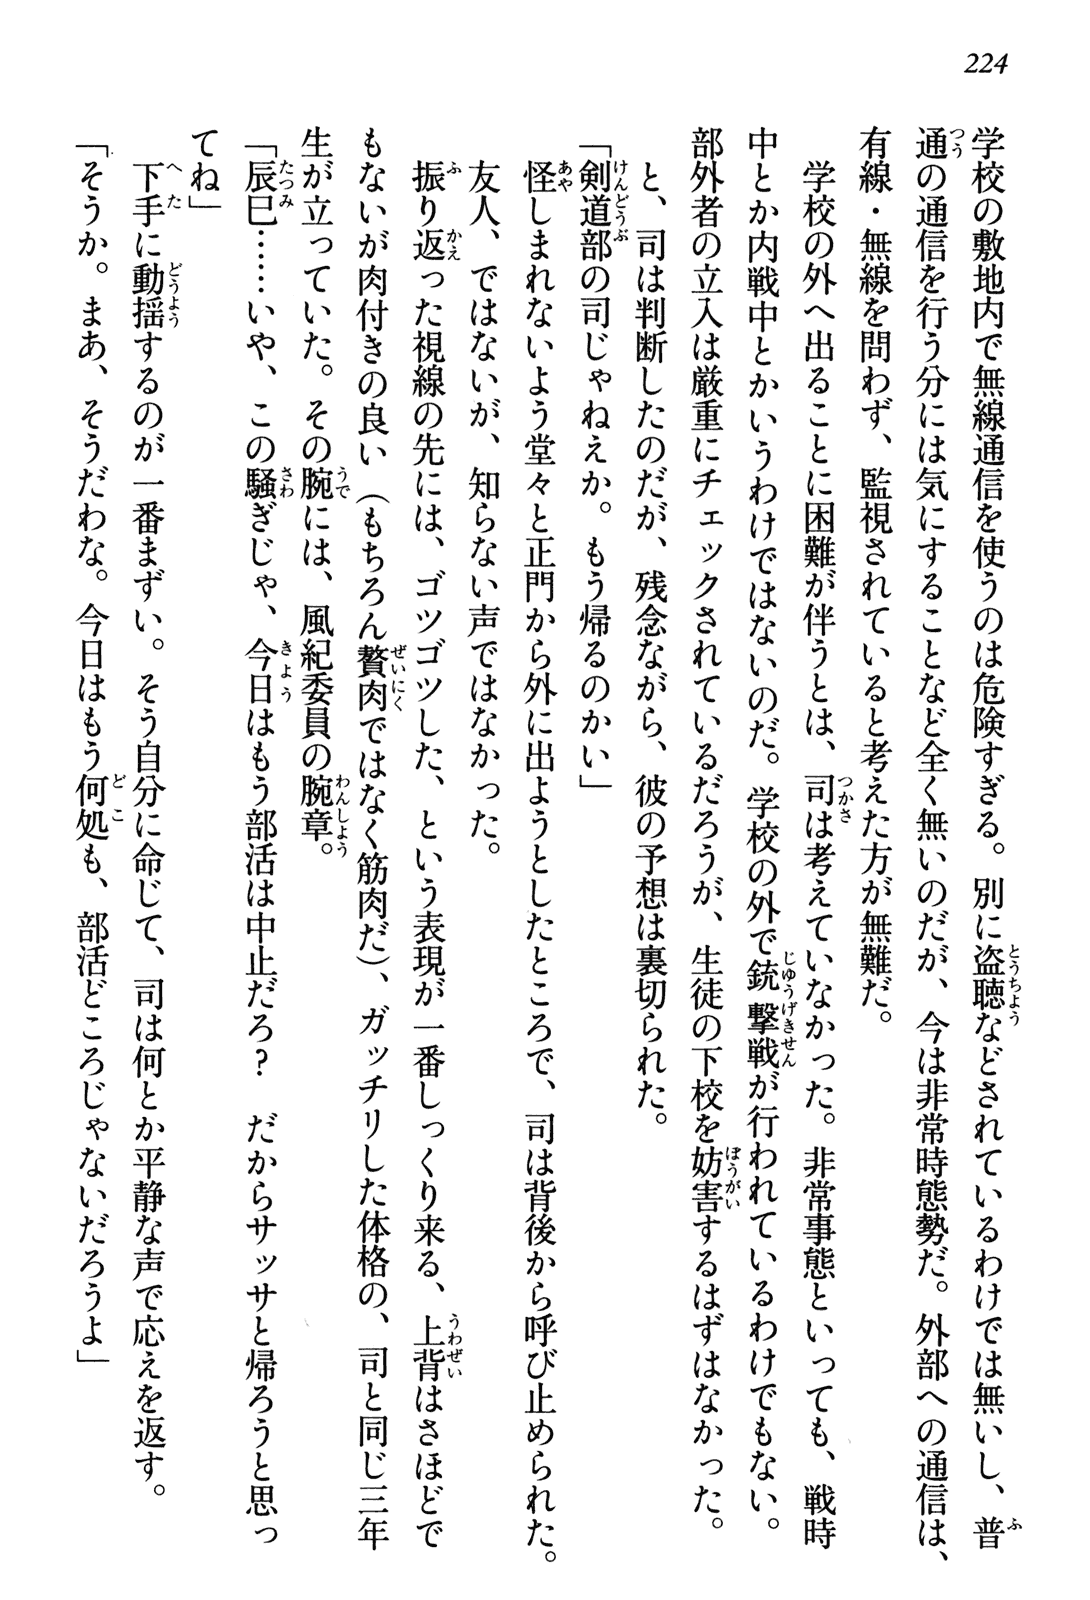 224
学校の敷地内で無線通信を使うのは危険すぎる。別に盗聴などされているわけでは無いし、普
通の通信を行う分には気にすることなど全く無いのだが、今は非常時態勢だ。外部への通信は、
有線・無線を問わず、監視されていると考えた方が無難だ。
　学校の外へ出ることに困難が伴うとは、司は考えていなかった。非常事態といっても、戦時
中とか内戦中とかいうわけではないのだ。学校の外で銃撃戦が行われているわけでもない。
部外者の立入は厳重にチェックされているだろうが、生徒の下校を妨害するはずはなかった。
　と、司は判断したのだが、残念ながら、彼の予想は裏切られた。
「剣道部の司じゃねえか。もう帰るのかい」
　怪しまれないよう堂々と正門から外に出ようとしたところで、司は背後から呼び止められた。
　友人、ではないが、知らない声ではなかった。
　振り返った視線の先には、ゴツゴツした、という表現が一番しっくり来る、上背はさほどで
もないが肉付きの良い（もちろん贅肉ではなく筋肉だ）、ガッチリした体格の、司と同じ三年
生が立っていた。その腕には、風紀委員の腕章。
「辰巳……いや、この騒ぎじゃ、今日はもう部活は中止だろ？　だからサッサと帰ろうと思っ
てね」
　下手に動揺するのが一番まずい。そう自分に命じて、司は何とか平静な声で応えを返す。
「そうか。まあ、そうだわな。今日はもう何処も、部活どころじゃないだろうよ」